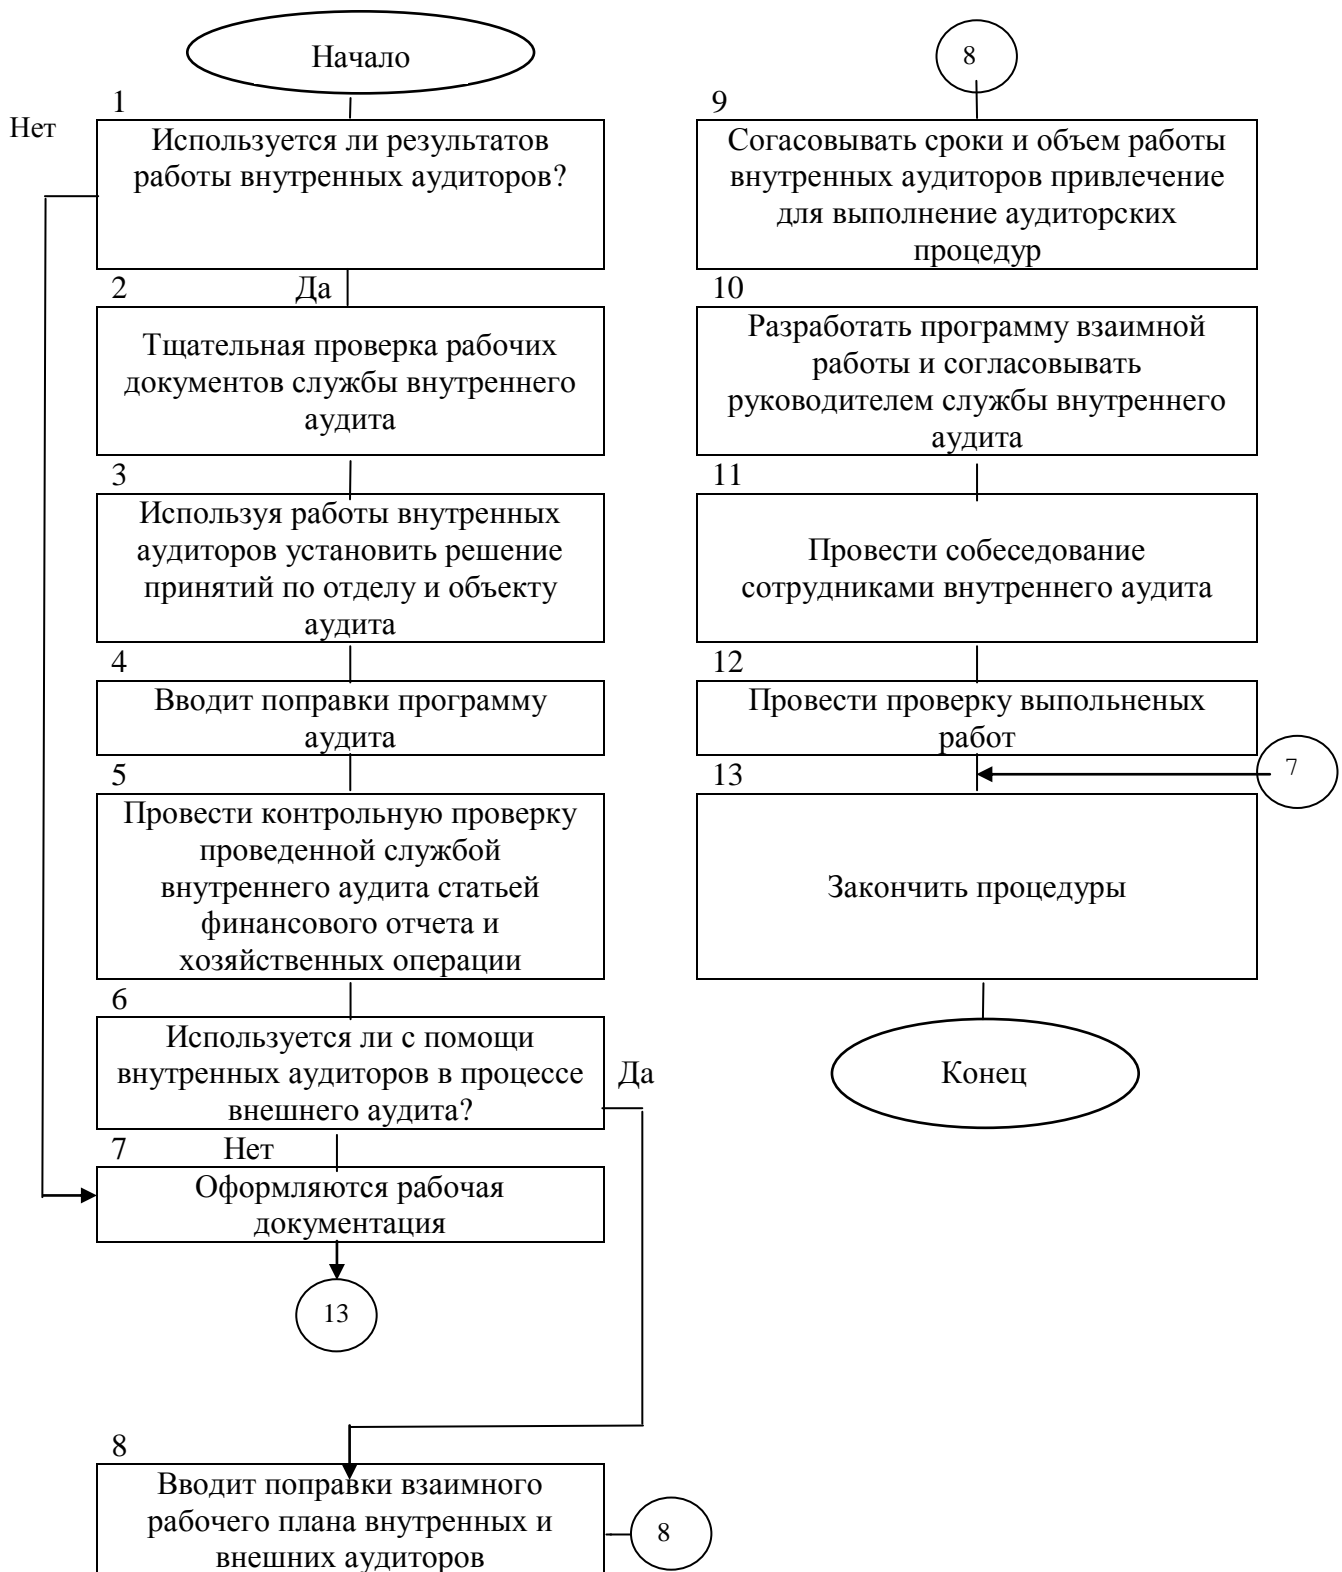 Начало
1
Нет
Используется ли результатов
работы внутренных аудиторов?
2
Да
Тщательная проверка рабочих
документов службы внутреннего
аудита
3
Используя работы внутренных
аудиторов установить решение
принятий по отделу и объекту
аудита
4
Вводит поправки программу
аудита
5
Провести контрольную проверку
проведенной службой
внутреннего аудита статьей
финансового отчета и
хозяйственных операции
6
Используется ли с помощи
внутренных аудиторов в процессе
внешнего аудита?
Да
7
Нет
Оформляются рабочая
документация
13
8
Вводит поправки взаимного
рабочего плана внутренных и
внешних аудиторов
8
8
9
Согасовывать сроки и объем работы
внутренных аудиторов привлечение
для выполнение аудиторских
процедур
10
Разработать программу взаимной
работы и согласовывать
руководителем службы внутреннего
аудита
11
Провести собеседование
сотрудниками внутреннего аудита
12
Провести проверку выпольненых
работ
7
13
Закончить процедуры
Конец